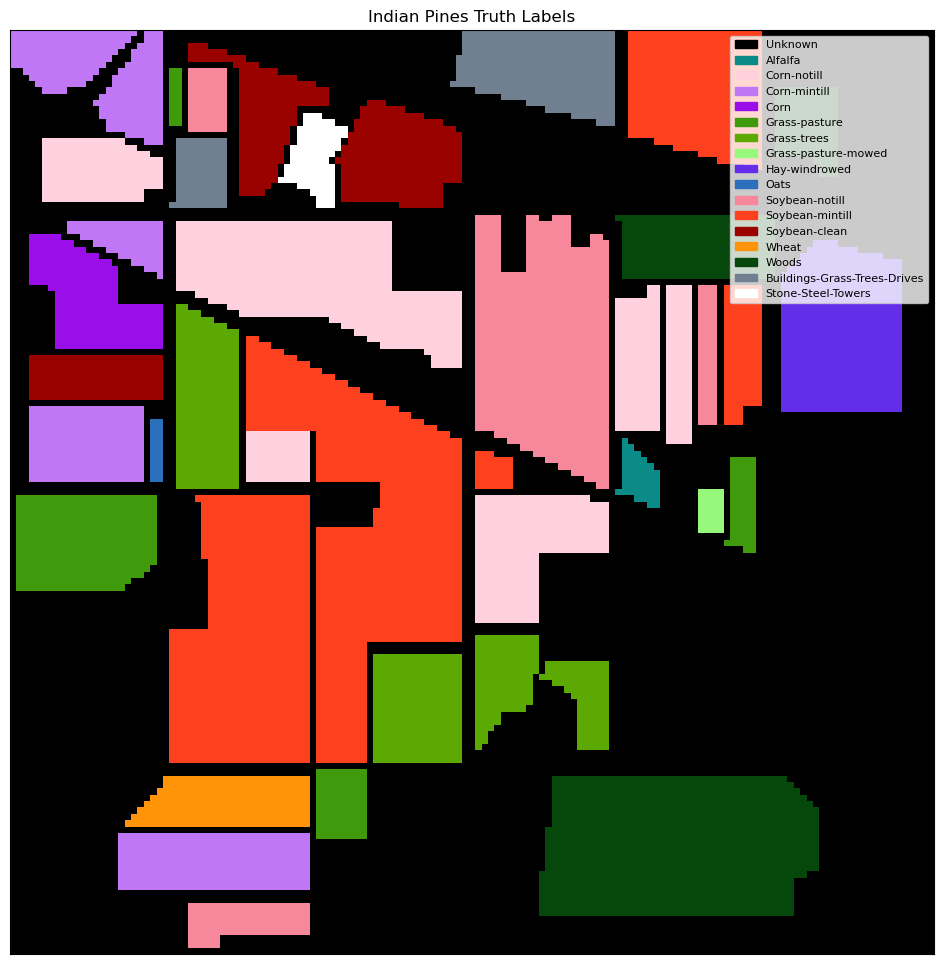 Indian Pines Truth Labels
Unknown
Alfalfa
Corn-notill
Corn-mintill
Corn
Grass-pasture
Grass-trees
Grass-pasture-mowed
Hay-windrowed
Oats
Soybean-notill
Soybean-mintill
Soybean-clean
Wheat
Woods
Buildings-Grass-Trees-Drives
Stone-Steel-Towers